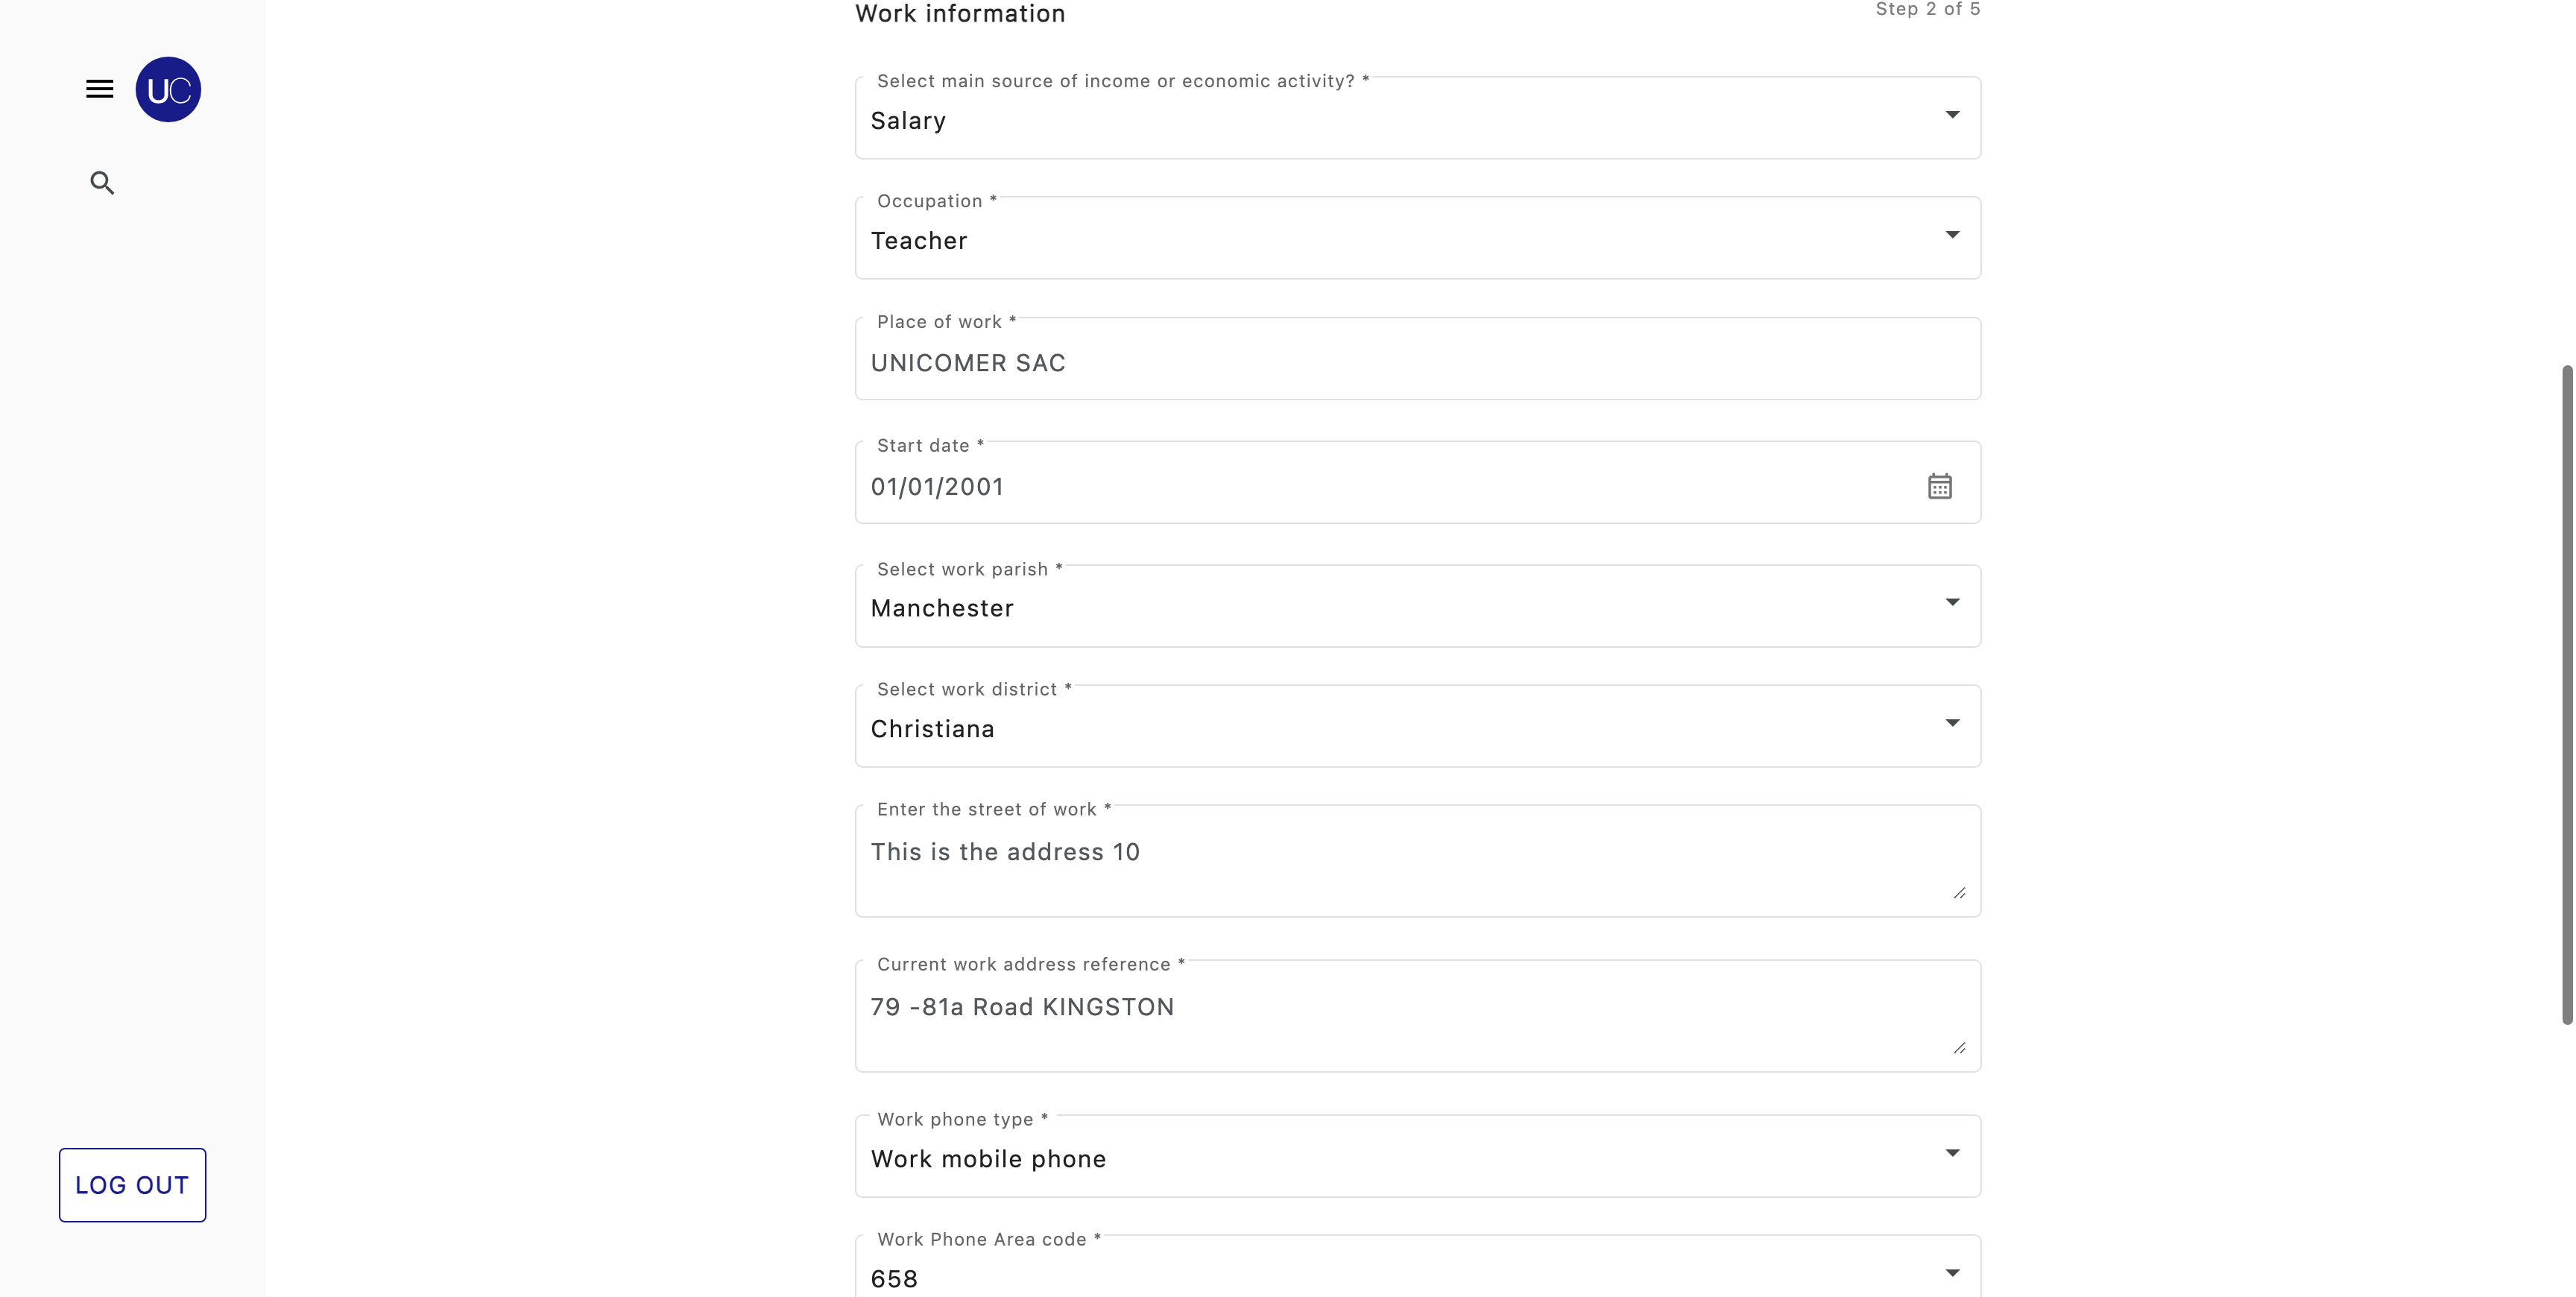 Work information
Step 2 of 5
UC
Select main source of income or economic activity? *
Salary
Occupation *
Teacher
Place of work *
UNICOMER SAC
Start date *
01/01/2001
Select work parish *
Manchester
Select work district *
Christiana
Enter the street of work *
This is the address 10
Current work address reference *
79 -81a Road KINGSTON
Work phone type *
Work mobile phone
LOG OUT
Work Phone Area code *
658